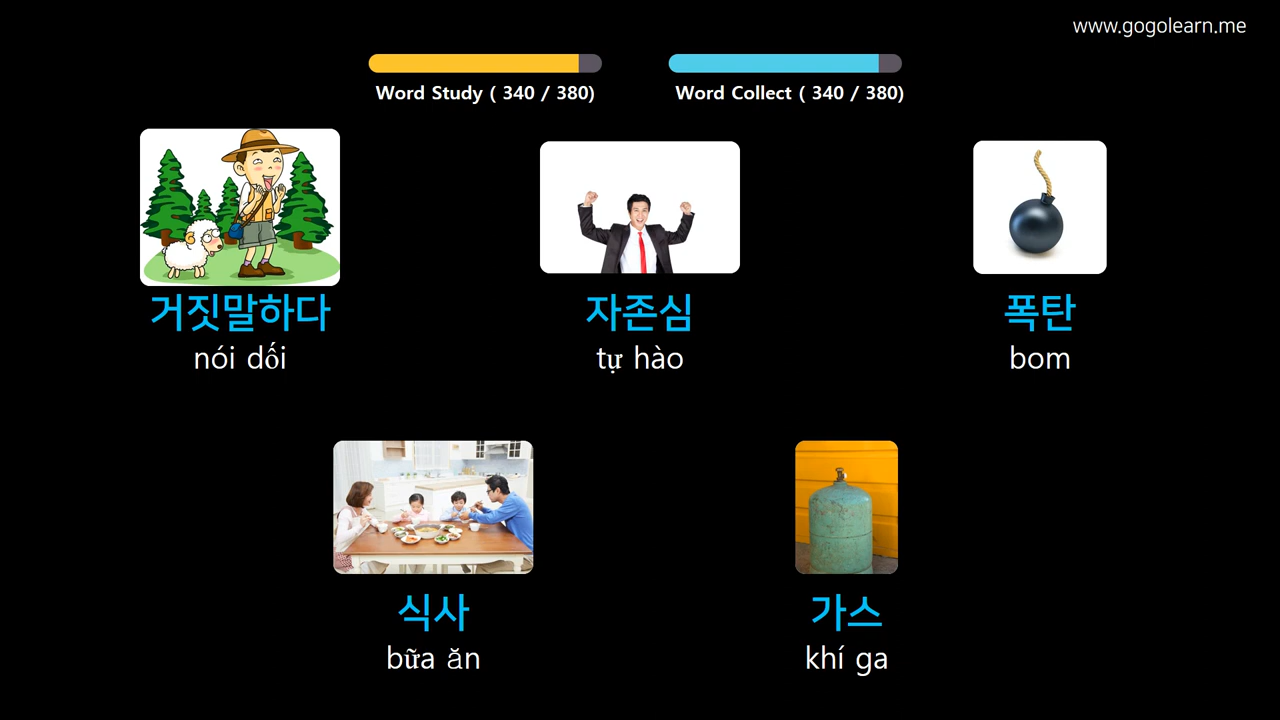 www.gogolearn.me
Word Study ( 340 / 380)
Word Collect ( 340 / 380)
거짓말하다
nói dối
자존심
tự hào
폭탄
bom
식사
bữa ăn
가스
khí ga